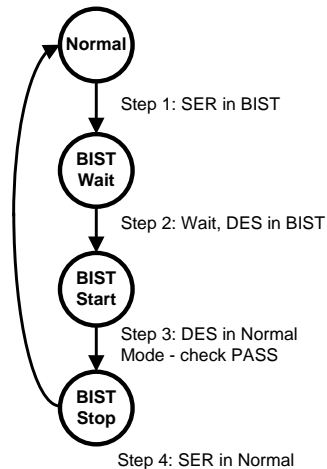 Normal
Step 1: SER in BIST
BIST
Wait
Step 2: Wait, DES in BIST
BIST
Start
Step 3: DES in Normal
Mode - check PASS
BIST
Stop
Step 4: SER in Normal